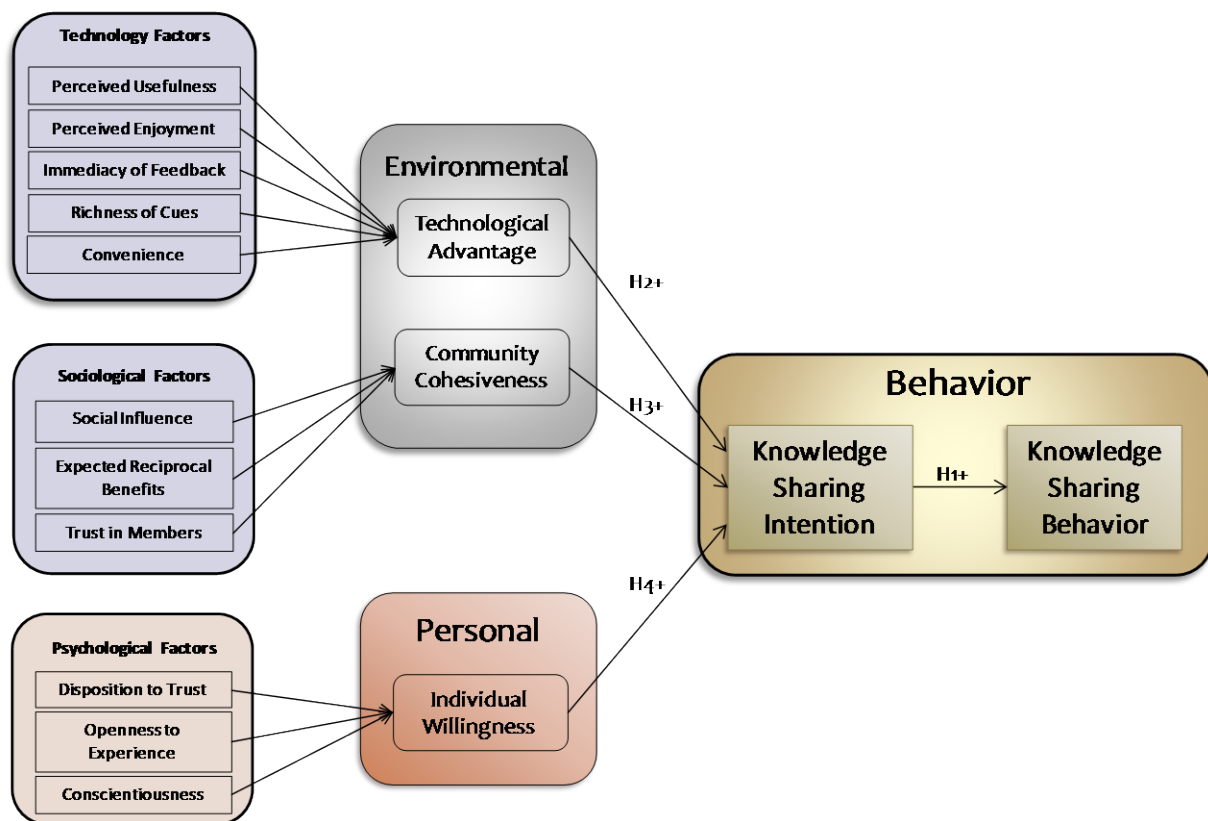 Technology Factors
Perceived Usefulness
Perceived Enjoyment
Immediacy of Feedback
Richness of Cues
Convenience
Sociological Factors
Social Influence
Expected Reciprocal
Benefits
Trust in Members
Psychological Factors
Disposition to Trust
Openness to
Experience
Conscientiousness
Environmental
Technological
Advantage
Community
Cohesiveness
Personal
Individual
Willingness
H2+
H3+
H4+
Behavior
Knowledge
Sharing
Intention
H1+
Knowledge
Sharing
Behavior